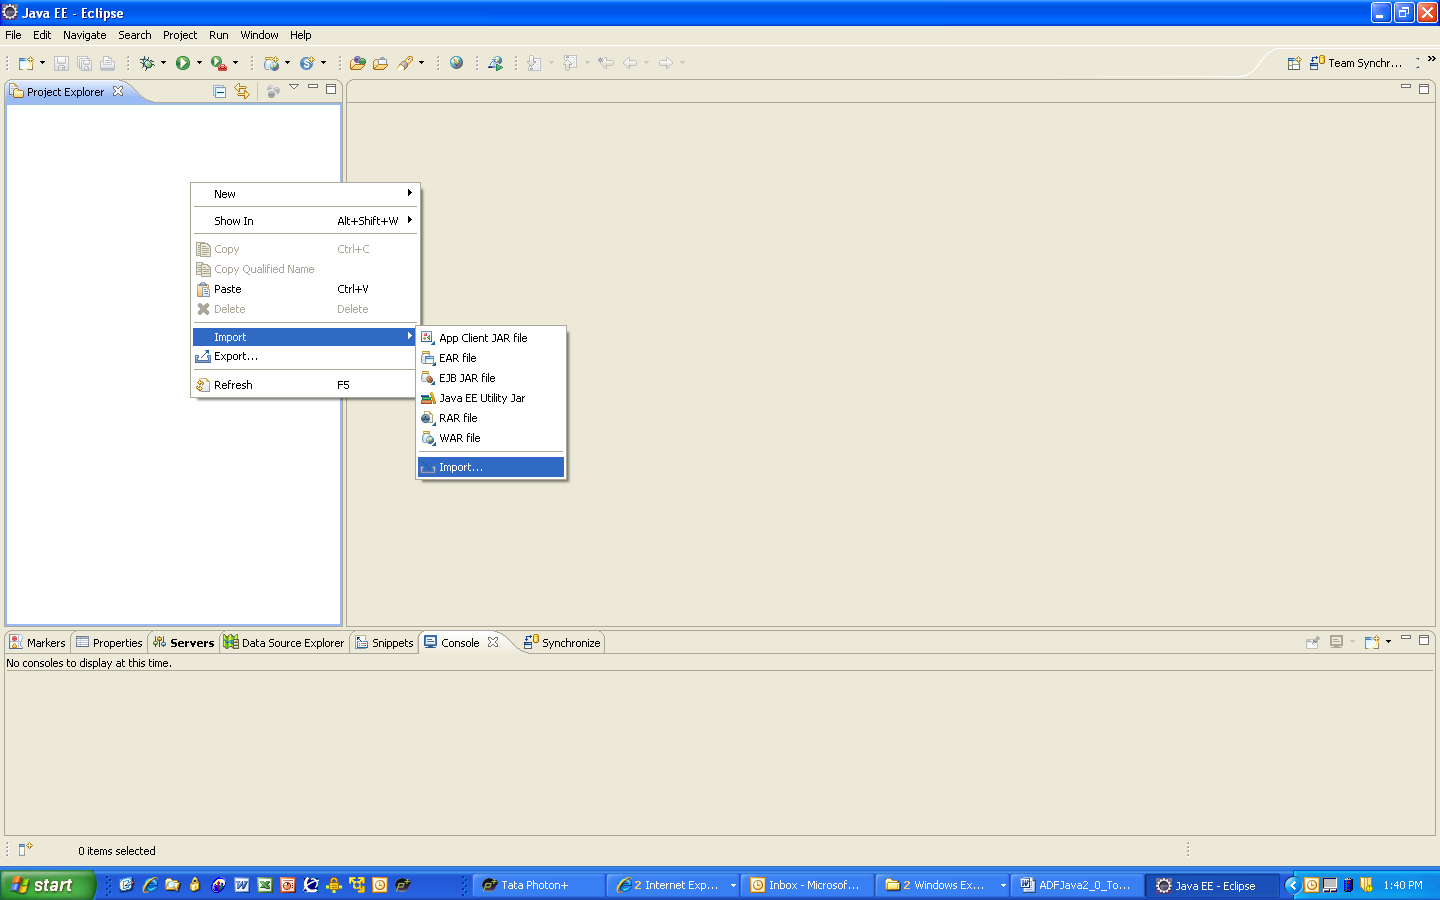 Java EE - Eclipse
File Edit Navigate Search Project Run Window Help
Team Synchr...
Project Explorer
New
Show In Alt+Shift+W
Copy Ctrl+C
Copy Qualified Name
Paste Ctrl+V
Delete Delete
Import
Export...
Refresh F5
App Client JAR file
EAR file
EJB JAR file
Java EE Utility Jar
RAR file
WAR file
Import...
Markers Properties Servers Data Source Explorer Snippets Console Synchronize
No consoles to display at this time.
0 items selected
start Tata Photon+ 2 Internet Exp... Inbox - Microsof... 2 Windows Ex... ADFJava2_0_To... Java EE - Eclipse 1:40 PM